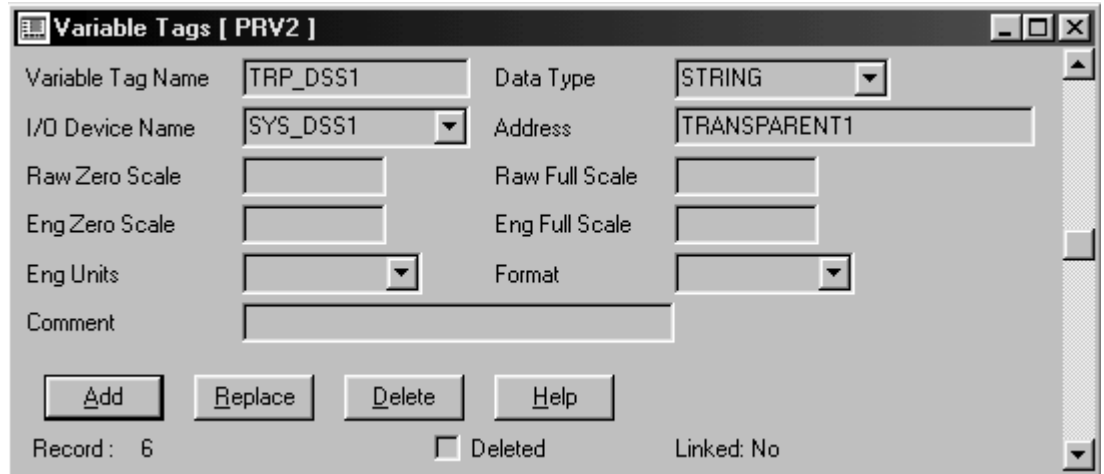 Variable Tags [ PRV2 ]
Variable Tag Name TRP_DSS1 Data Type STRING
I/O Device Name SYS_DSS1 Address TRANSPARENT1
Raw Zero Scale Raw Full Scale
Eng Zero Scale Eng Full Scale
Eng Units Format
Comment
Add Replace Delete Help
Record : 6 Deleted Linked: No